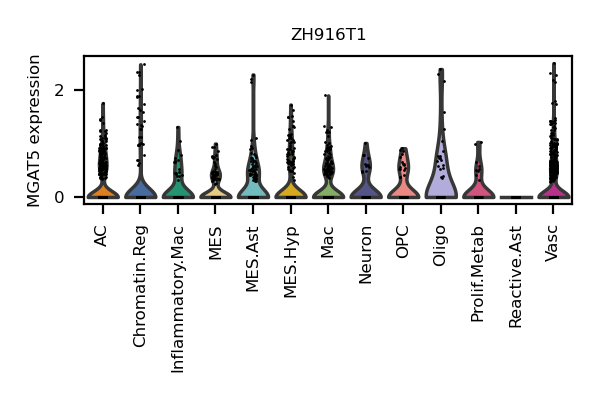 ZH916T1
MGAT5 expression
2
0
AC
Chromatin.Reg
Inflammatory.Mac
MES
MES.Ast
MES.Hyp
Mac
Neuron
OPC
Oligo
Prolif.Metab
Reactive.Ast
Vasc